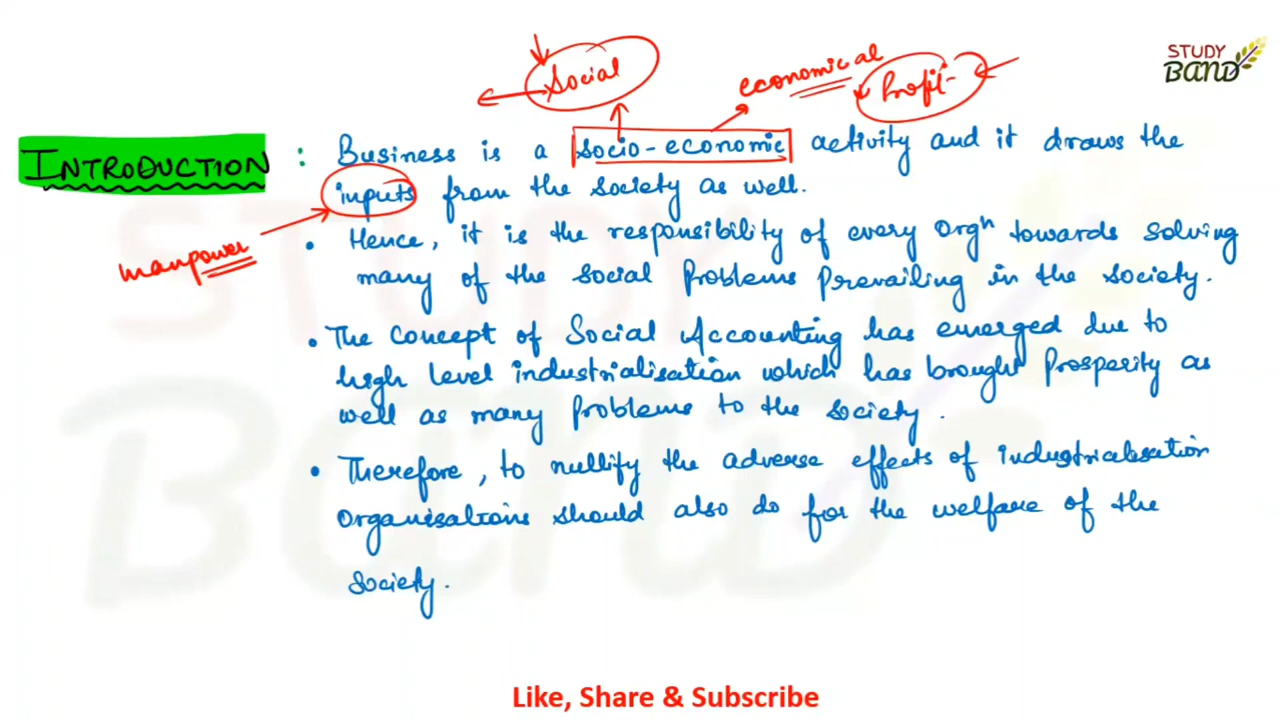 Social
economical
Profit
STUDY
BAND
INTRODUCTION : Business is a socio-economic activity and it draws the
inputs from the society as well.
manpower
• Hence, it is the responsibility of every Orgⁿ towards solving
many of the social Problems Prevailing in the society.
• The concept of Social Accounting has emerged due to
high level industrialisation which has brought Prosperity as
well as many Problems to the society.
• Therefore, to nullify the adverse effects of industrialisation
Organisations should also do for the welfare of the
society.
STUDY
BAND
Like, Share & Subscribe